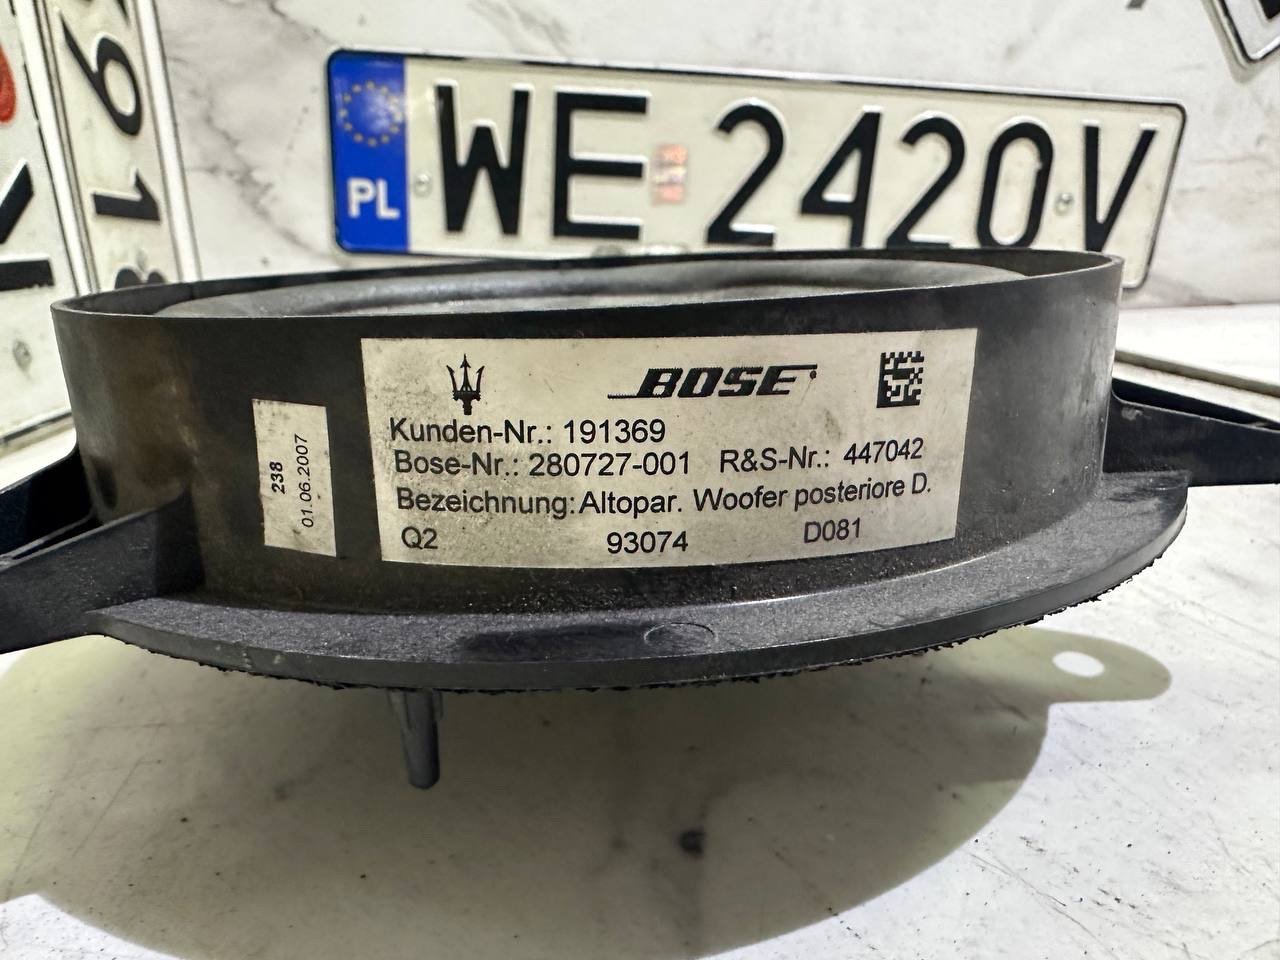 PL WE 2420V
BOSE
Kunden-Nr.: 191369
Bose-Nr.: 280727-001 R&S-Nr.: 447042
Bezeichnung: Altopar. Woofer posteriore D.
Q2 93074 D081
238
01.06.2007